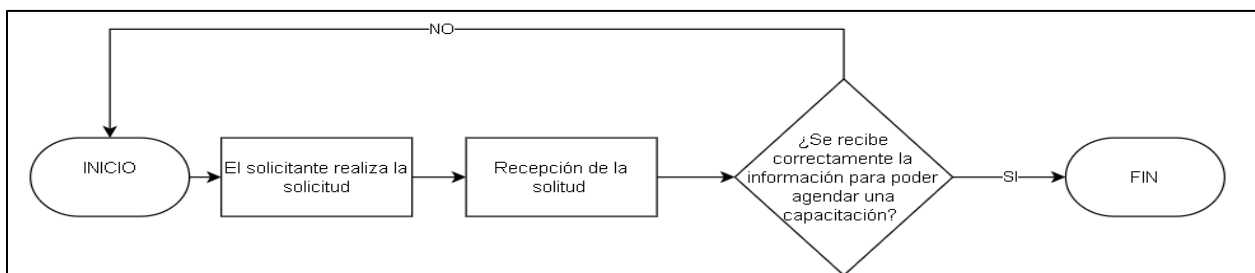 NO
INICIO
El solicitante realiza la
solicitud
Recepción de la
solitud
¿Se recibe
correctamente la
información para poder
agendar una
capacitación?
SI
FIN